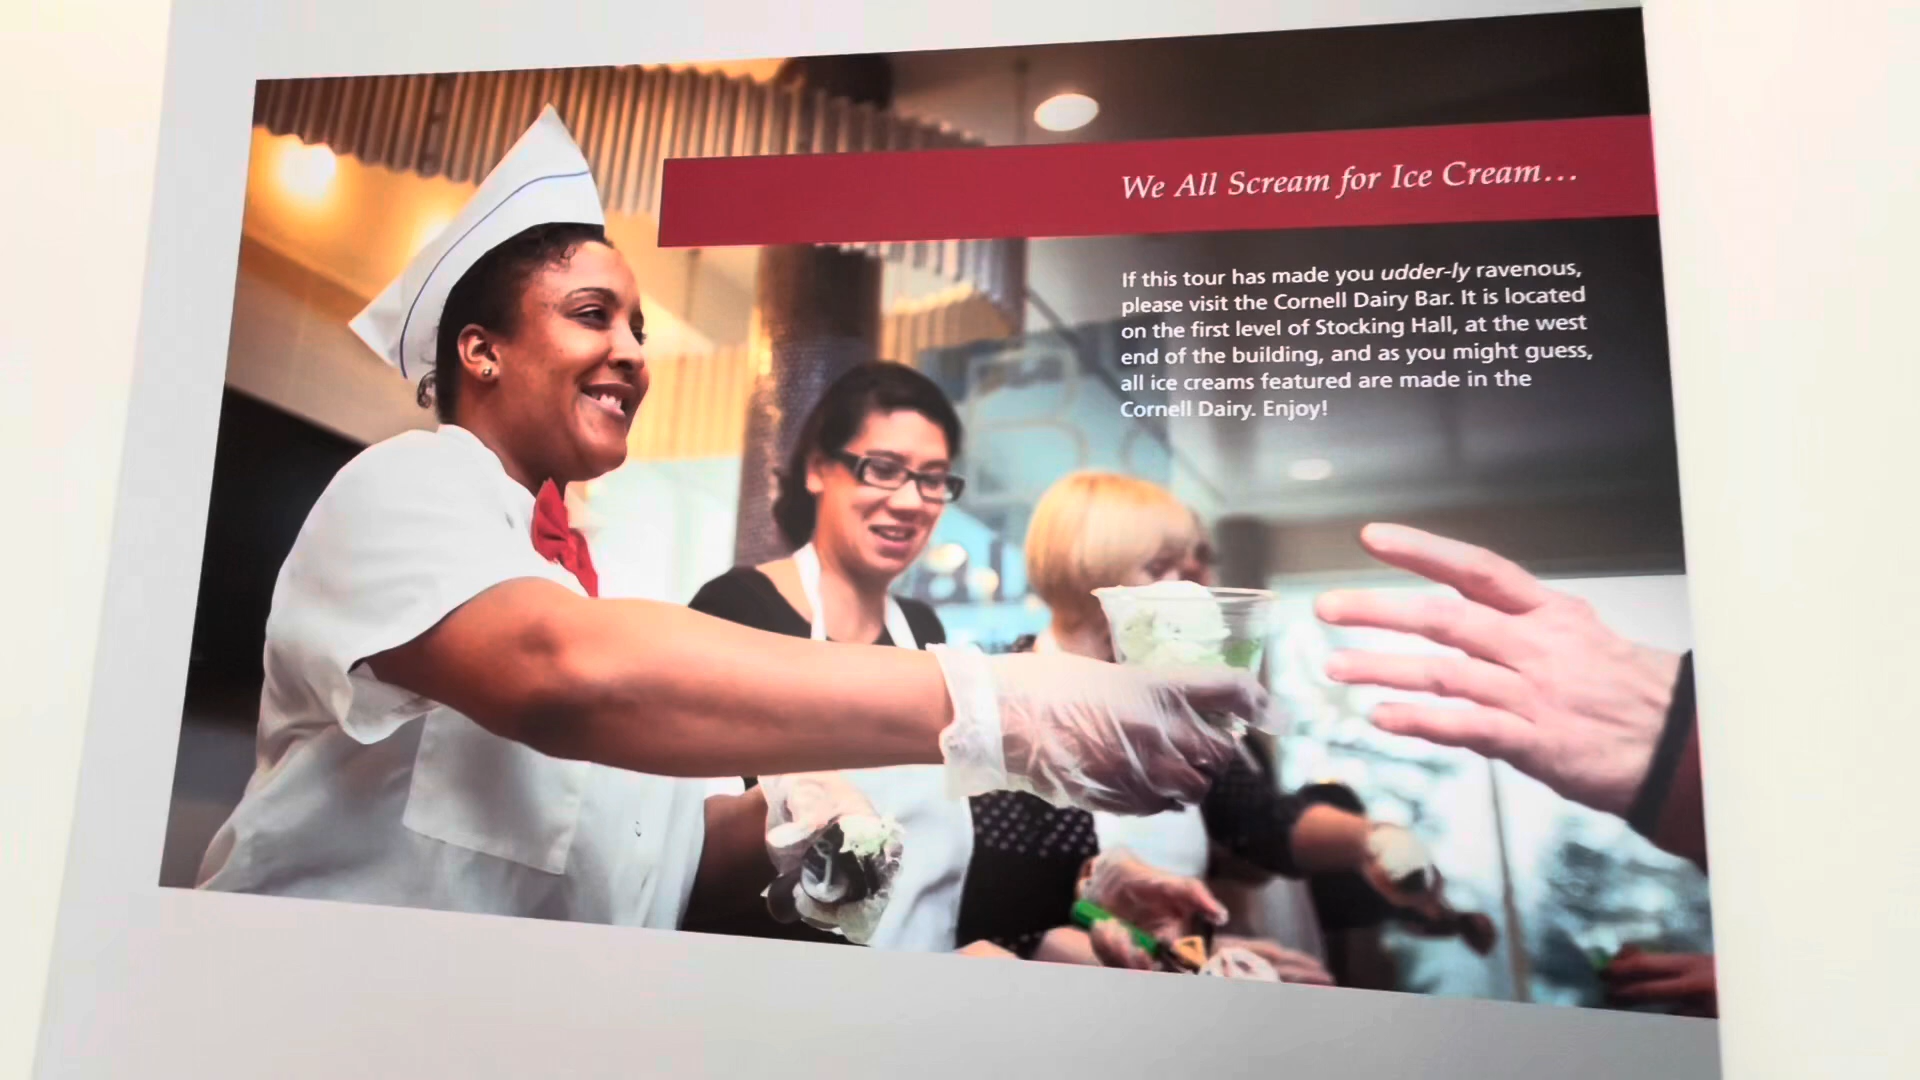 We All Scream for Ice Cream...
If this tour has made you udder-ly ravenous,
please visit the Cornell Dairy Bar. It is located
on the first level of Stocking Hall, at the west
end of the building, and as you might guess,
all ice creams featured are made in the
Cornell Dairy. Enjoy!